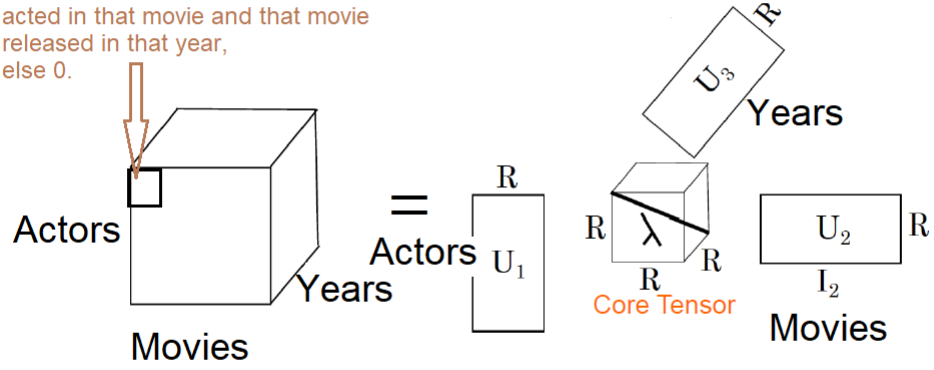 acted in that movie and that movie
released in that year,
else 0.
Actors
Years
Movies
=
R
Actors
U₁
R
U₃
Years
R
λ
R
R
Core Tensor
U₂
R
I₂
Movies